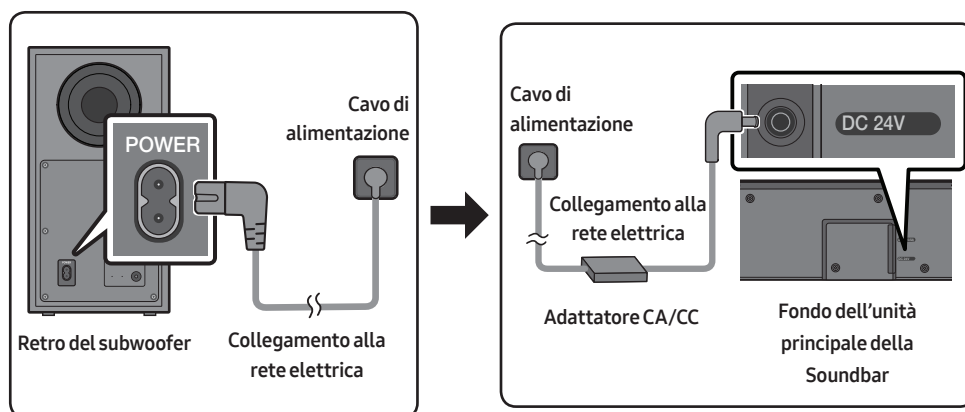 Cavo di
alimentazione
POWER
Retro del subwoofer
Collegamento alla
rete elettrica
Cavo di
alimentazione
DC 24V
Collegamento alla
rete elettrica
Adattatore CA/CC
Fondo dell'unità
principale della
Soundbar